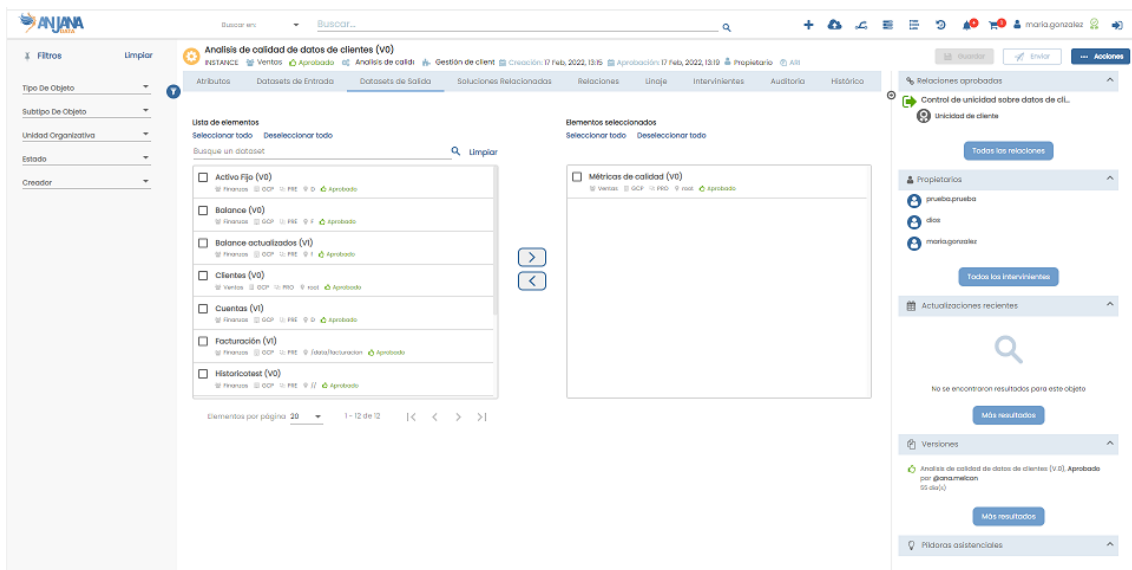 ANJANA
DATA
Buscar en:
Buscar...
maria.gonzalez
Filtros
Limpiar
Tipo De Objeto
Subtipo De Objeto
Unidad Organizativa
Estado
Creador
Analisis de calidad de datos de clientes (V0)
INSTANCE Ventas Aprobado Analisis de calid Gestión de client Creación: 17 Feb, 2022, 13:15 Aprobación: 17 Feb, 2022, 13:19 Propietario
Guardar
Enviar
Acciones
Atributos
Datasets de Entrada
Datasets de Salida
Soluciones Relacionadas
Relaciones
Linaje
Intervinientes
Auditoría
Histórico
Lista de elementos
Seleccionar todo Deseleccionar todo
Busque un dataset
Limpiar
Activo Fijo (V0)
Finanzas GCP PRE D Aprobado
Balance (V0)
Finanzas GCP PRE F Aprobado
Balance actualizados (V1)
Finanzas GCP PRE Aprobado
Clientes (V0)
Ventas GCP PRO root Aprobado
Cuentas (V1)
Finanzas GCP PRE D Aprobado
Facturación (V1)
Finanzas GCP PRE /data/facturacion Aprobado
Historicotest (V0)
Finanzas GCP PRE // Aprobado
Elementos por página 20
1 - 12 de 12
Elementos seleccionados
Seleccionar todo Deseleccionar todo
Métricas de calidad (V0)
Ventas GCP PRO root Aprobado
Relaciones aprobadas
Control de unicidad sobre datos de cli...
Unicidad de cliente
Todas las relaciones
Propietarios
prueba.prueba
dias
maria.gonzalez
Todos los intervinientes
Actualizaciones recientes
No se encontraron resultados para este objeto
Más resultados
Versiones
Analisis de calidad de datos de clientes (V.0), Aprobado
por @ana.melcon
55 día(s)
Más resultados
Píldoras asistenciales